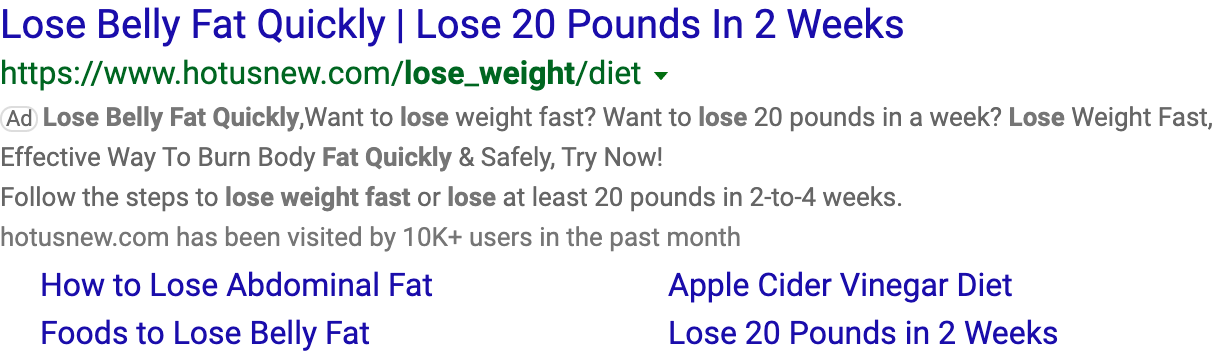 Lose Belly Fat Quickly | Lose 20 Pounds In 2 Weeks
https://www.hotusnew.com/lose_weight/diet
Ad Lose Belly Fat Quickly,Want to lose weight fast? Want to lose 20 pounds in a week? Lose Weight Fast,
Effective Way To Burn Body Fat Quickly & Safely, Try Now!
Follow the steps to lose weight fast or lose at least 20 pounds in 2-to-4 weeks.
hotusnew.com has been visited by 10K+ users in the past month
How to Lose Abdominal Fat
Apple Cider Vinegar Diet
Foods to Lose Belly Fat
Lose 20 Pounds in 2 Weeks